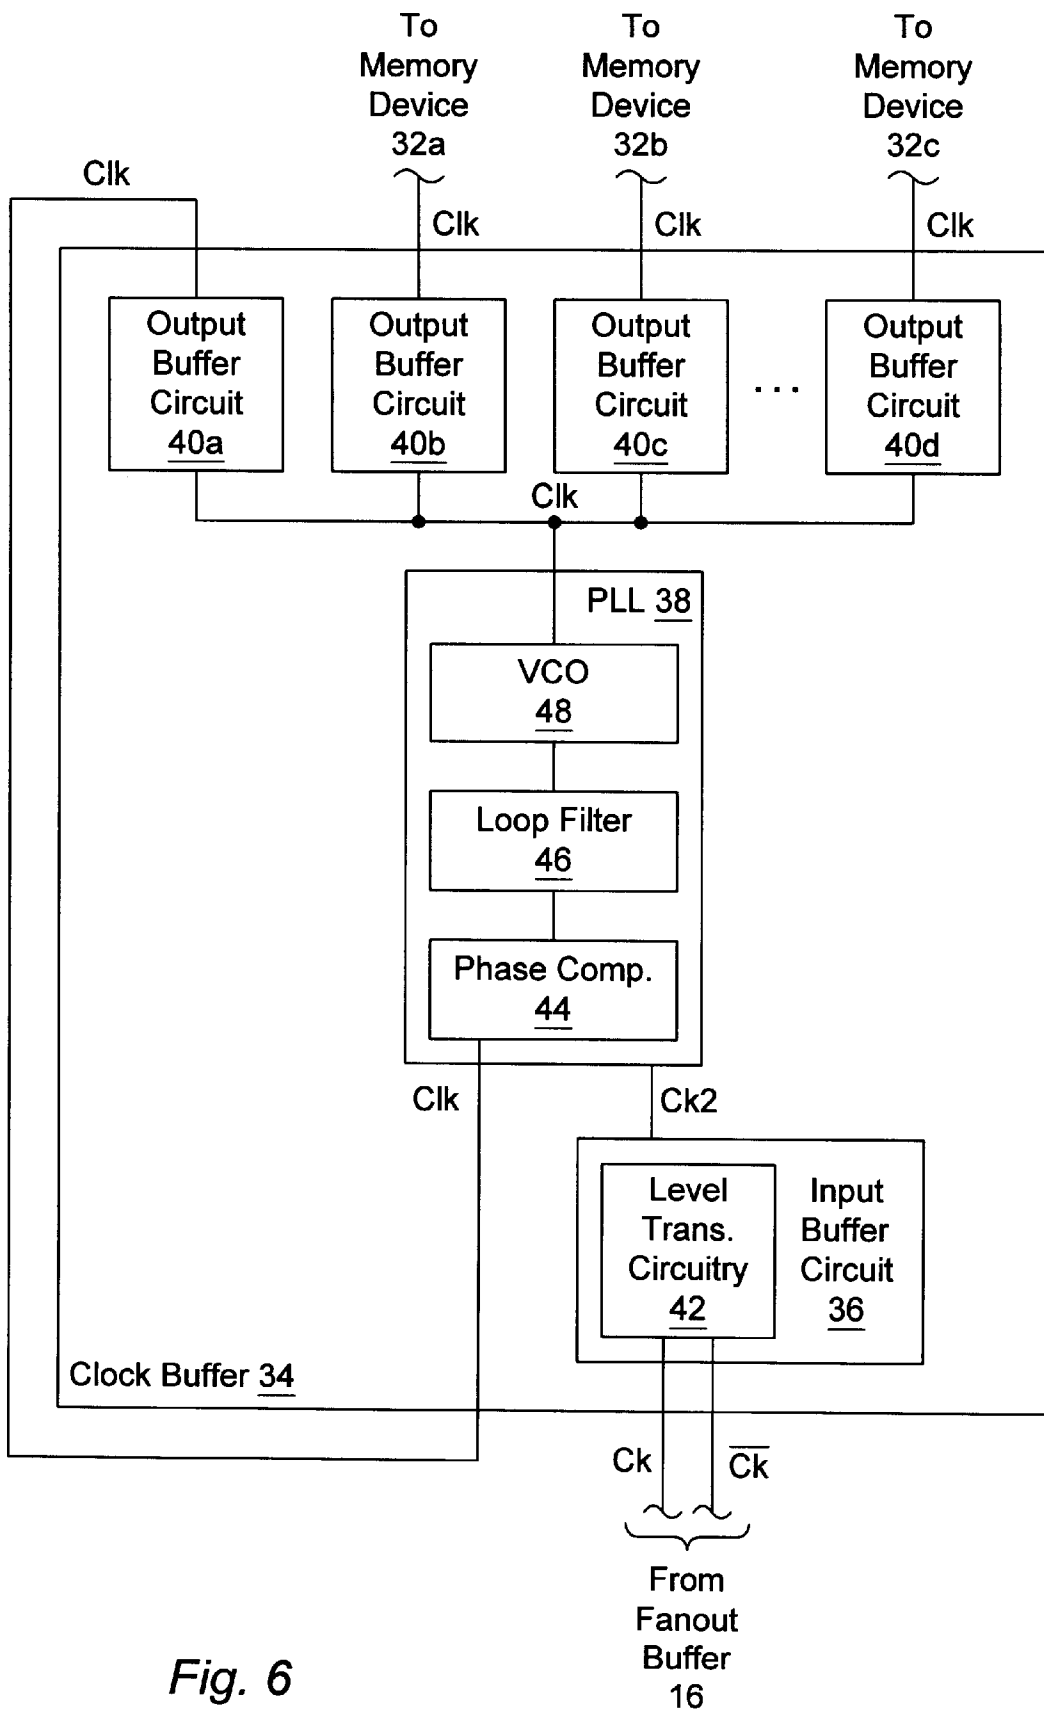 To
Memory
Device
32a
To
Memory
Device
32b
To
Memory
Device
32c
Clk
Clk
Clk
Clk
Output
Buffer
Circuit
40a
Output
Buffer
Circuit
40b
Output
Buffer
Circuit
40c
...
Output
Buffer
Circuit
40d
Clk
PLL 38
VCO
48
Loop Filter
46
Phase Comp.
44
Clk
Ck2
Level
Trans.
Circuitry
42
Input
Buffer
Circuit
36
Clock Buffer 34
Ck
C̅k̅
From
Fanout
Buffer
16
Fig. 6